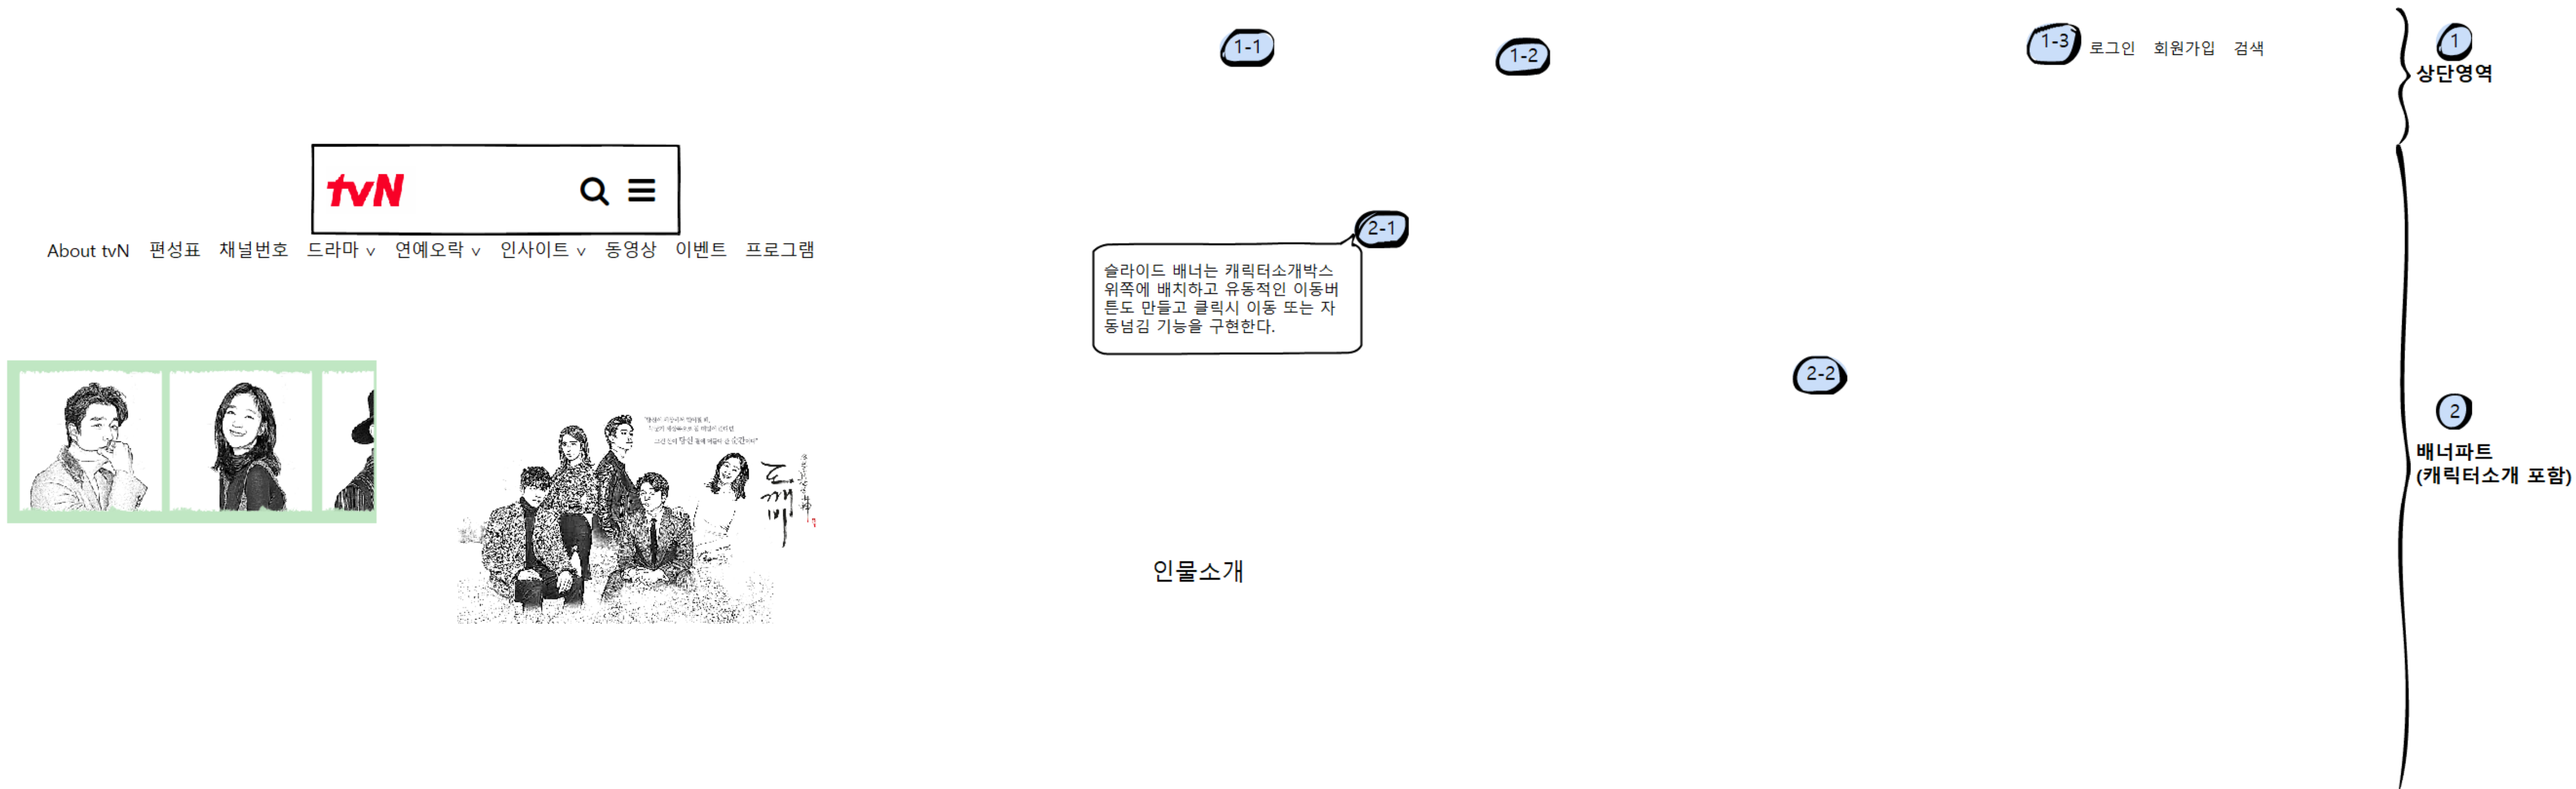 1-1
1-2
1-3
로그인 회원가입 검색
1
상단영역
tvN
About tvN 편성표 채널번호 드라마 ∨ 연예오락 ∨ 인사이트 ∨ 동영상 이벤트 프로그램
2-1
슬라이드 배너는 캐릭터소개박스
위쪽에 배치하고 유동적인 이동버
튼도 만들고 클릭시 이동 또는 자
동넘김 기능을 구현한다.
2-2
2
배너파트
(캐릭터소개 포함)
도깨비
인물소개